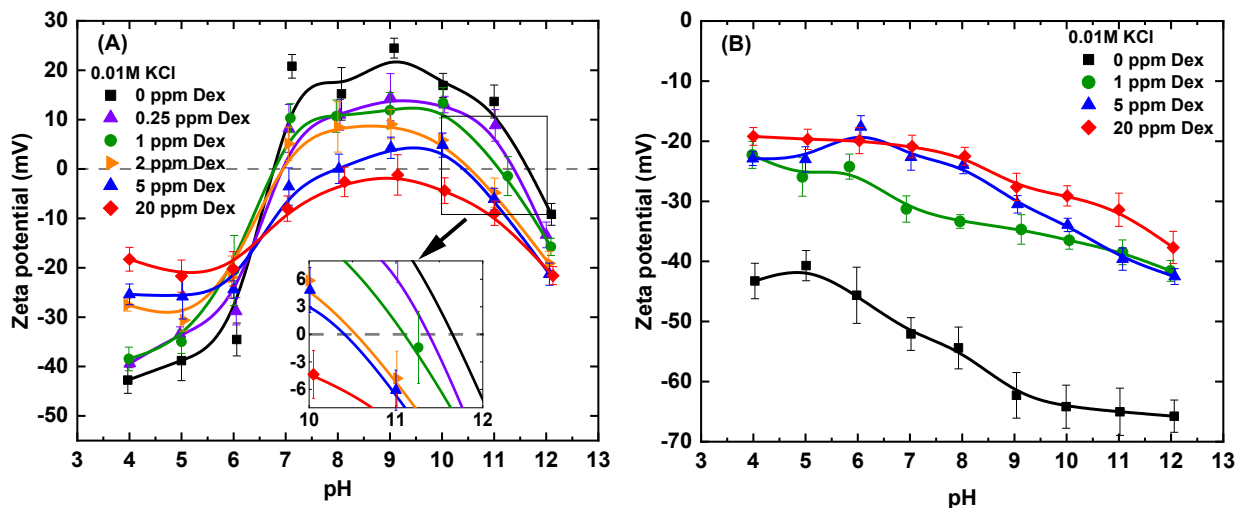 (A)
0.01M KCl
0 ppm Dex
0.25 ppm Dex
1 ppm Dex
2 ppm Dex
5 ppm Dex
20 ppm Dex
Zeta potential (mV)
30
20
10
0
-10
-20
-30
-40
-50
6
3
0
-3
-6
10 11 12
3 4 5 6 7 8 9 10 11 12 13
pH
(B)
0.01M KCl
0 ppm Dex
1 ppm Dex
5 ppm Dex
20 ppm Dex
Zeta potential (mV)
0
-10
-20
-30
-40
-50
-60
-70
3 4 5 6 7 8 9 10 11 12 13
pH